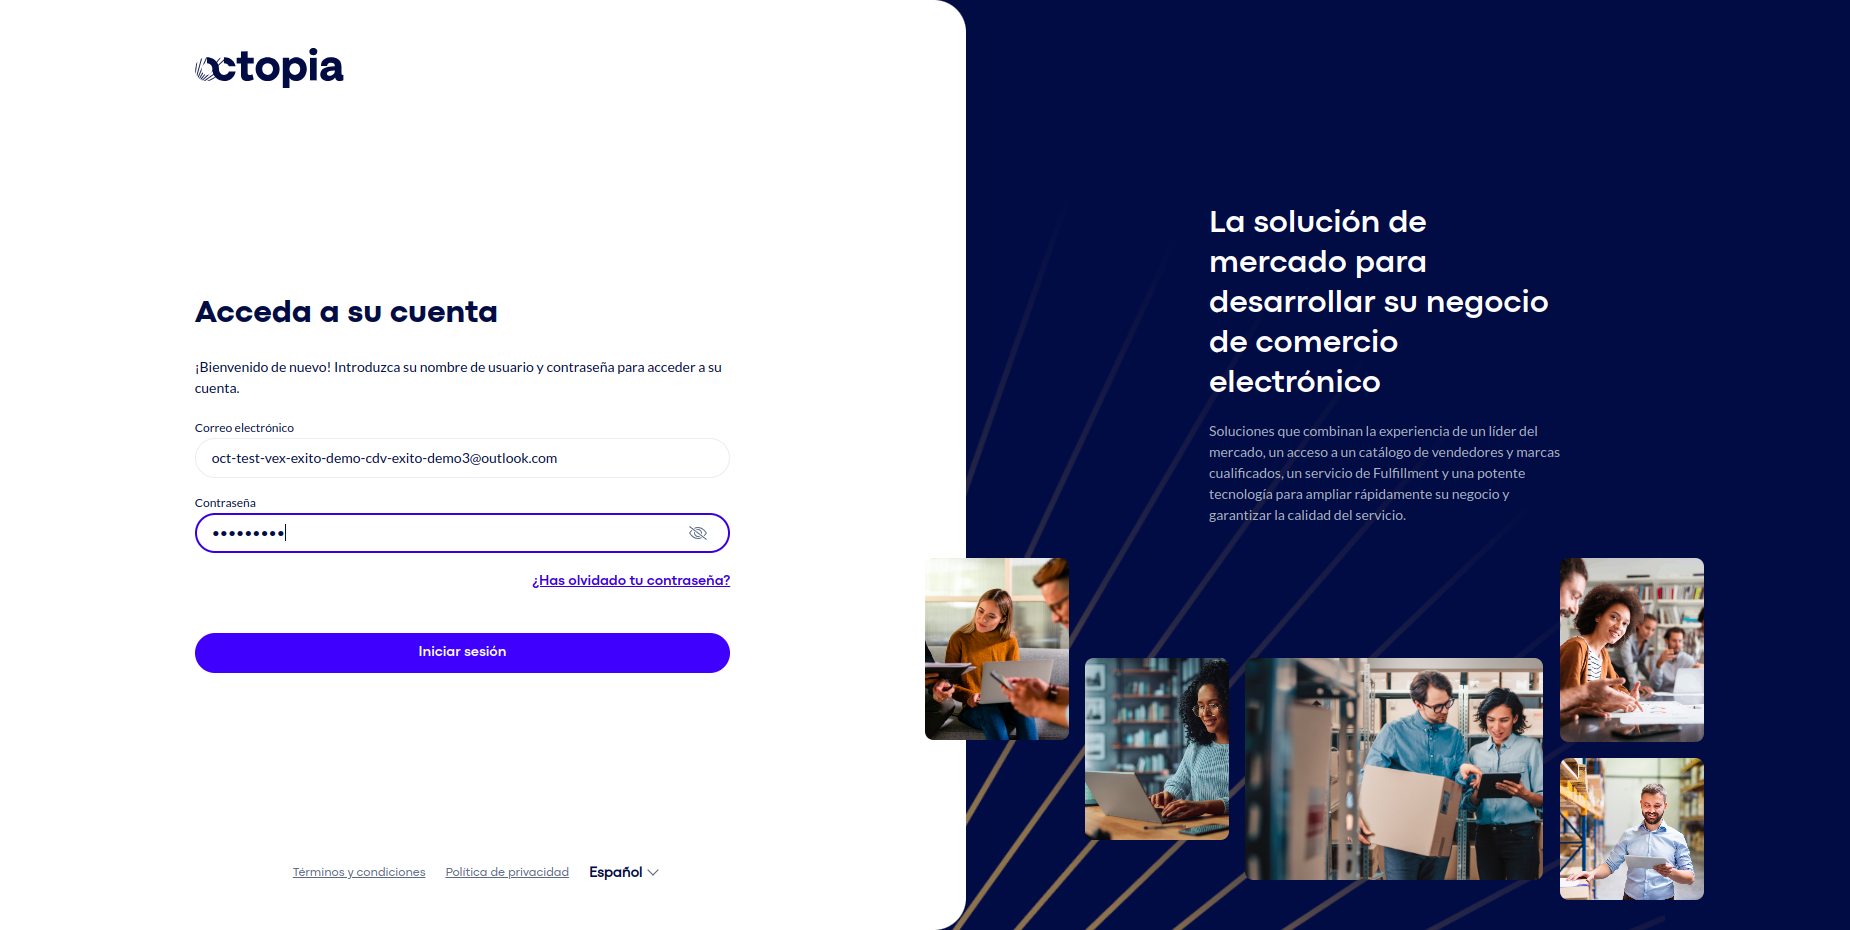 octopia
Acceda a su cuenta
¡Bienvenido de nuevo! Introduzca su nombre de usuario y contraseña para acceder a su
cuenta.
Correo electrónico
oct-test-vex-exito-demo-cdv-exito-demo3@outlook.com
Contraseña
•••••••••
¿Has olvidado tu contraseña?
Iniciar sesión
Términos y condiciones Política de privacidad Español
La solución de
mercado para
desarrollar su negocio
de comercio
electrónico
Soluciones que combinan la experiencia de un líder del
mercado, un acceso a un catálogo de vendedores y marcas
cualificados, un servicio de Fulfillment y una potente
tecnología para ampliar rápidamente su negocio y
garantizar la calidad del servicio.